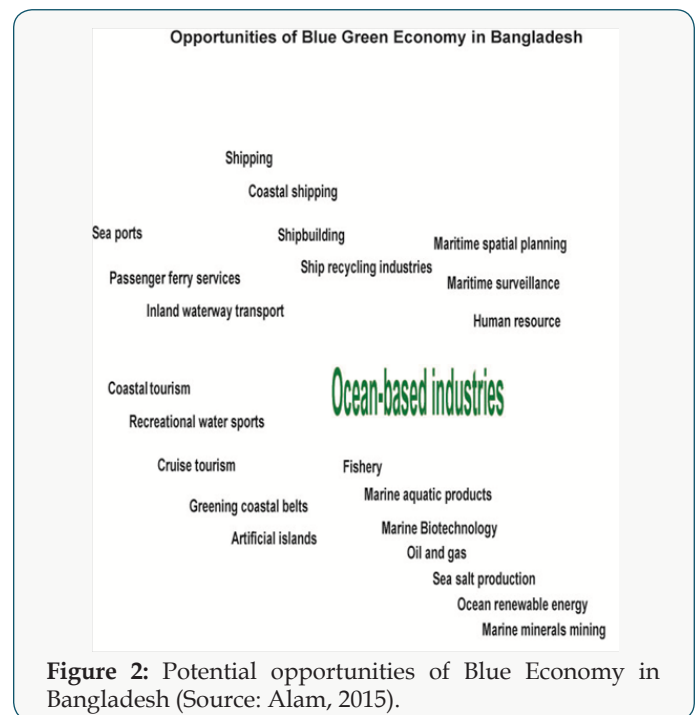 Opportunities of Blue Green Economy in Bangladesh
Shipping
Coastal shipping
Sea ports
Shipbuilding
Maritime spatial planning
Ship recycling industries
Passenger ferry services
Maritime surveillance
Inland waterway transport
Human resource
Coastal tourism
Ocean-based industries
Recreational water sports
Cruise tourism
Fishery
Marine aquatic products
Greening coastal belts
Marine Biotechnology
Artificial islands
Oil and gas
Sea salt production
Ocean renewable energy
Marine minerals mining
Figure 2: Potential opportunities of Blue Economy in
Bangladesh (Source: Alam, 2015).